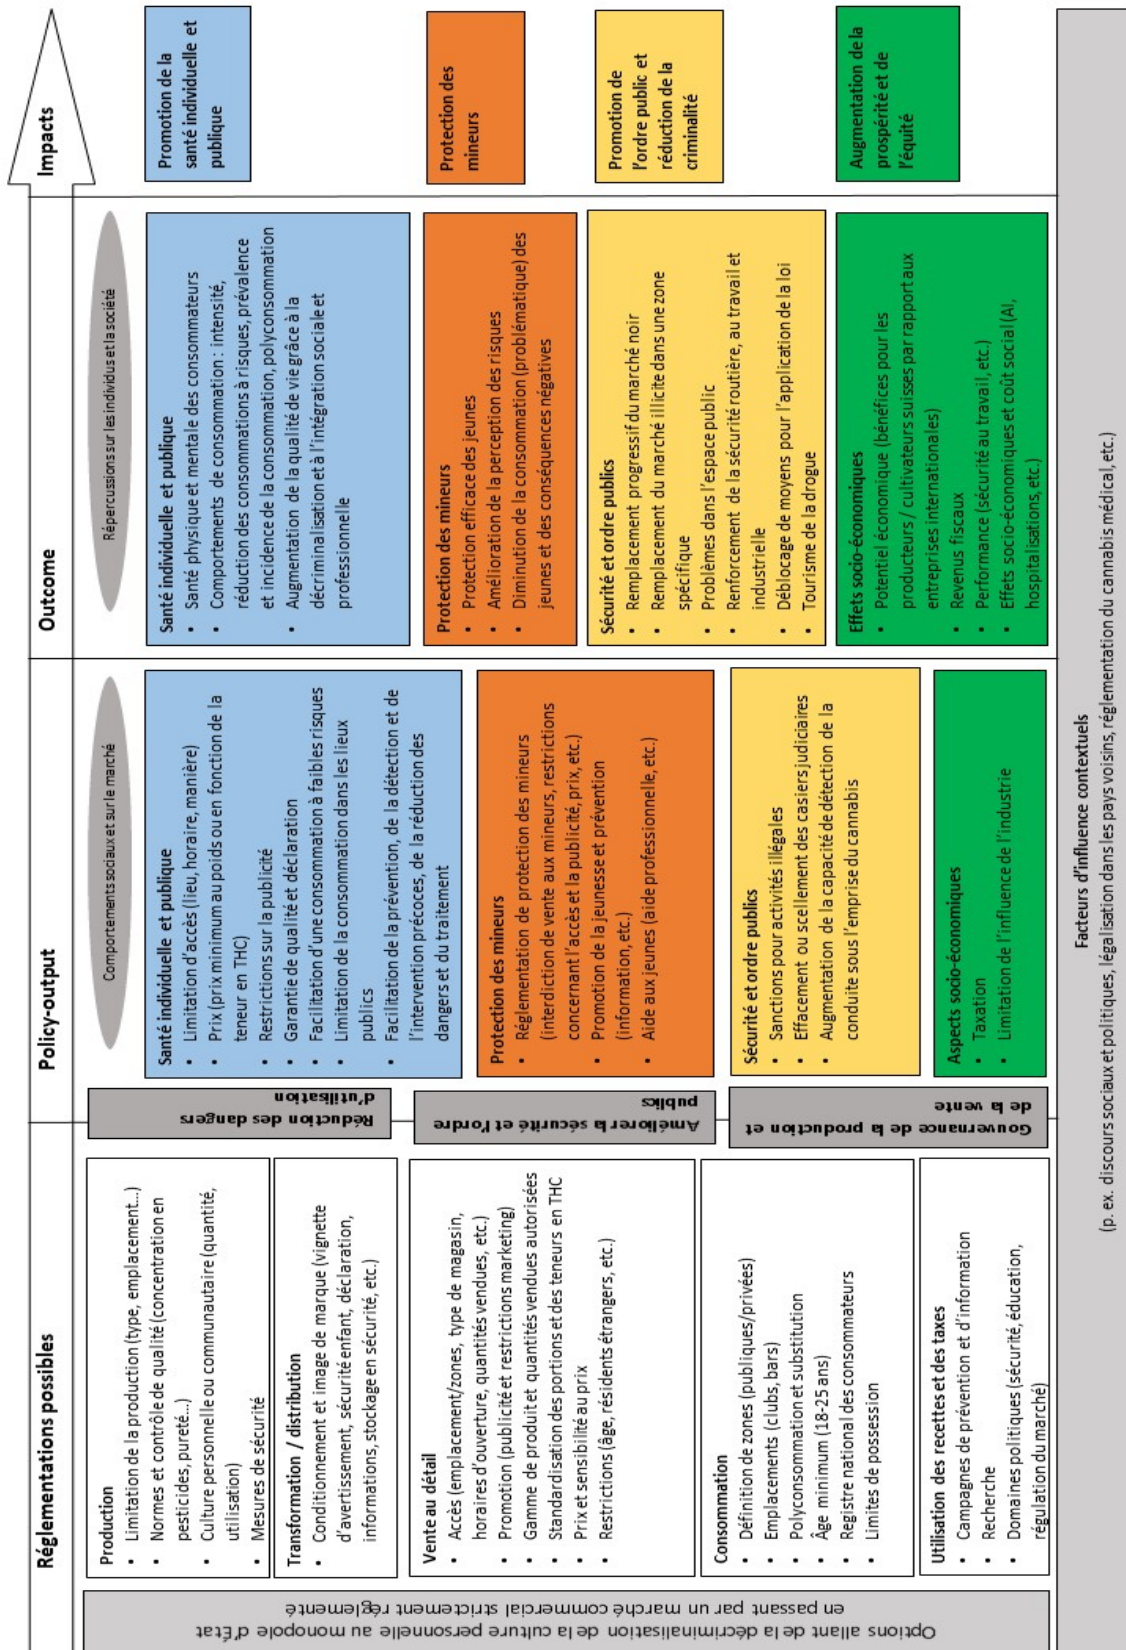 Réglementations possibles
Policy-output
Outcome
Impacts
Options allant de la décriminalisation de la culture personnelle au monopole d'État
en passant par un marché commercial strictement réglementé
Production
• Limitation de la production (type, emplacement...)
• Normes et contrôle de qualité (concentration en
pesticides, pureté...)
• Culture personnelle ou communautaire (quantité,
utilisation)
• Mesures de sécurité
Transformation / distribution
• Conditionnement et image de marque (vignette
d'avertissement, sécurité enfant, déclaration,
informations, stockage en sécurité, etc.)
Vente au détail
• Accès (emplacement/zones, type de magasin,
horaires d'ouverture, quantités vendues, etc.)
• Promotion (publicité et restrictions marketing)
• Gamme de produit et quantités vendues autorisées
• Standardisation des portions et des teneurs en THC
• Prix et sensibilité au prix
• Restrictions (âge, résidents étrangers, etc.)
Consommation
• Définition de zones (publiques/privées)
• Emplacements (clubs, bars)
• Polyconsommation et substitution
• Âge minimum (18-25 ans)
• Registre national des consommateurs
• Limites de possession
Utilisation des recettes et des taxes
• Campagnes de prévention et d'information
• Recherche
• Domaines politiques (sécurité, éducation,
régulation du marché)
Réduction des dangers
d'utilisation
Améliorer la sécurité et l'ordre
publics
Gouvernance de la production et
de la vente
Comportements sociaux et sur le marché
Santé individuelle et publique
• Limitation d'accès (lieu, horaire, manière)
• Prix (prix minimum au poids ou en fonction de la
teneur en THC)
• Restrictions sur la publicité
• Garantie de qualité et déclaration
• Facilitation d'une consommation à faibles risques
• Limitation de la consommation dans les lieux
publics
• Facilitation de la prévention, de la détection et de
l'intervention précoces, de la réduction des
dangers et du traitement
Protection des mineurs
• Réglementation de protection des mineurs
(interdiction de vente aux mineurs, restrictions
concernant l'accès et la publicité, prix, etc.)
• Promotion de la jeunesse et prévention
(information, etc.)
• Aide aux jeunes (aide professionnelle, etc.)
Sécurité et ordre publics
• Sanctions pour activités illégales
• Effacement ou scellement des casiers judiciaires
• Augmentation de la capacité de détection de la
conduite sous l'emprise du cannabis
Aspects socio-économiques
• Taxation
• Limitation de l'influence de l'industrie
Répercussions sur les individus et la société
Santé individuelle et publique
• Santé physique et mentale des consommateurs
• Comportements de consommation : intensité,
réduction des consommations à risques, prévalence
et incidence de la consommation, polyconsommation
• Augmentation de la qualité de vie grâce à la
décriminalisation et à l'intégration sociale et
professionnelle
Protection des mineurs
• Protection efficace des jeunes
• Amélioration de la perception des risques
• Diminution de la consommation (problématique) des
jeunes et des conséquences négatives
Sécurité et ordre publics
• Remplacement progressif du marché noir
• Remplacement du marché illicite dans une zone
spécifique
• Problèmes dans l'espace public
• Renforcement de la sécurité routière, au travail et
industrielle
• Déblocage de moyens pour l'application de la loi
• Tourisme de la drogue
Effets socio-économiques
• Potentiel économique (bénéfices pour les
producteurs / cultivateurs suisses par rapport aux
entreprises internationales)
• Revenus fiscaux
• Performance (sécurité au travail, etc.)
• Effets socio-économiques et coût social (AI,
hospitalisations, etc.)
Promotion de la
santé individuelle et
publique
Protection des
mineurs
Promotion de
l'ordre public et
réduction de la
criminalité
Augmentation de la
prospérité et de
l'équité
Facteurs d'influence contextuels
(p. ex. discours sociaux et politiques, légalisation dans les pays voisins, réglementation du cannabis médical, etc.)